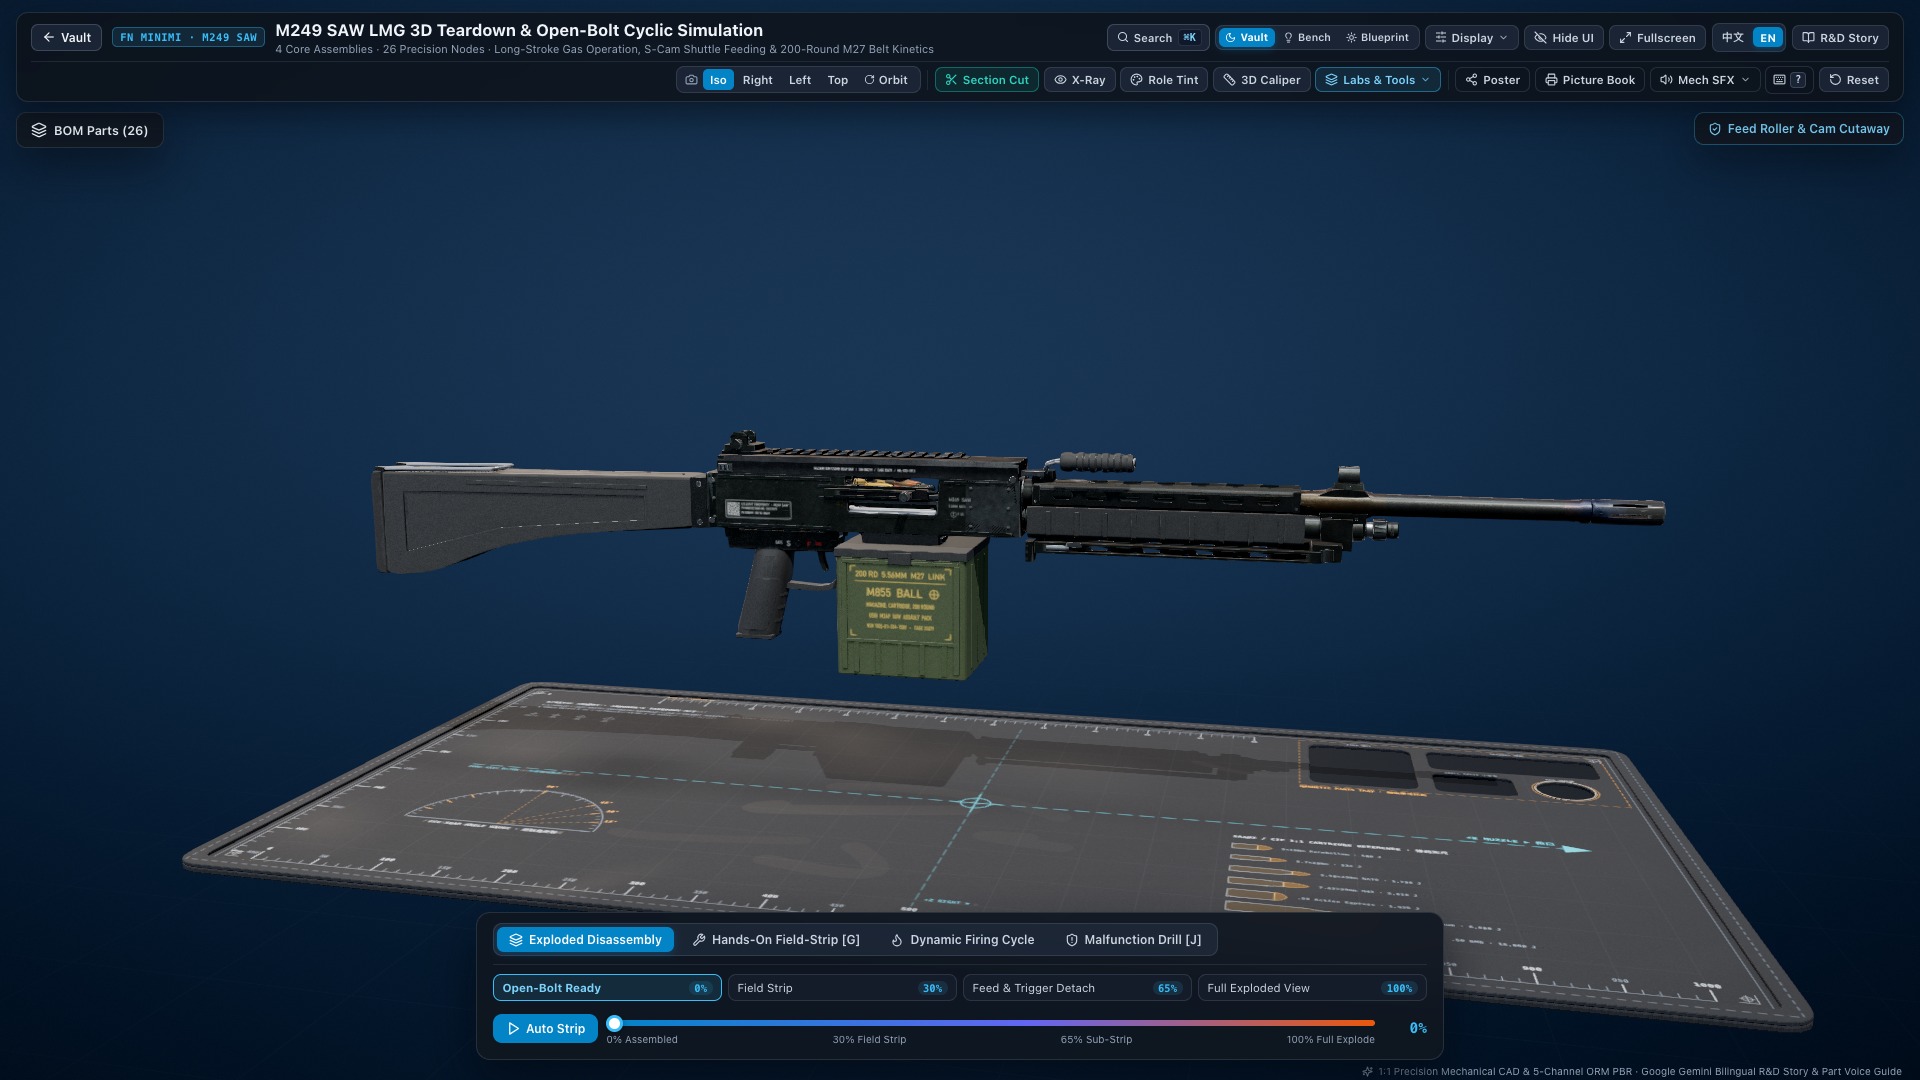 Vault
FN MINIMI · M249 SAW
M249 SAW LMG 3D Teardown & Open-Bolt Cyclic Simulation
4 Core Assemblies · 26 Precision Nodes · Long-Stroke Gas Operation, S-Cam Shuttle Feeding & 200-Round M27 Belt Kinetics
Search ⌘K
Vault Bench Blueprint
Display
Hide UI
Fullscreen
中文 EN
R&D Story
Iso Right Left Top Orbit
Section Cut
X-Ray
Role Tint
3D Caliper
Labs & Tools
Poster
Picture Book
Mech SFX
?
Reset
BOM Parts (26)
Feed Roller & Cam Cutaway
200 RD 5.56MM M27 LINK
M855 BALL
Exploded Disassembly
Hands-On Field-Strip [G]
Dynamic Firing Cycle
Malfunction Drill [J]
Open-Bolt Ready 0%
Field Strip 30%
Feed & Trigger Detach 65%
Full Exploded View 100%
Auto Strip
0%
0% Assembled
30% Field Strip
65% Sub-Strip
100% Full Explode
1:1 Precision Mechanical CAD & 5-Channel ORM PBR · Google Gemini Bilingual R&D Story & Part Voice Guide